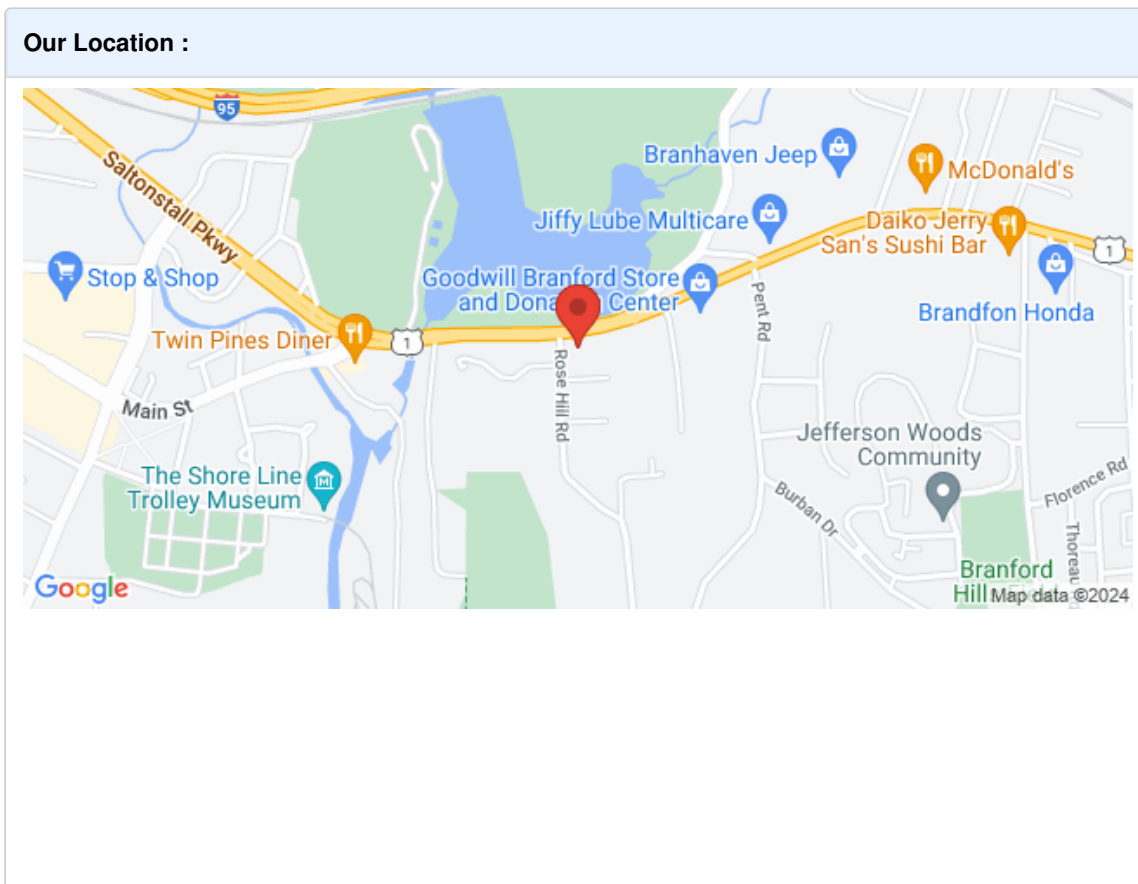 Our Location :
95
Saltonstall Pkwy
Branhaven Jeep
McDonald's
Jiffy Lube Multicare
Daiko Jerry
San's Sushi Bar
1
Stop & Shop
Goodwill Branford Store
and Donation Center
Brandfon Honda
Pent Rd
Twin Pines Diner
1
Rose Hill Rd
Main St
Jefferson Woods
Community
The Shore Line
Trolley Museum
Burban Dr
Florence Rd
Thoreau
Branford
Google
Map data ©2024